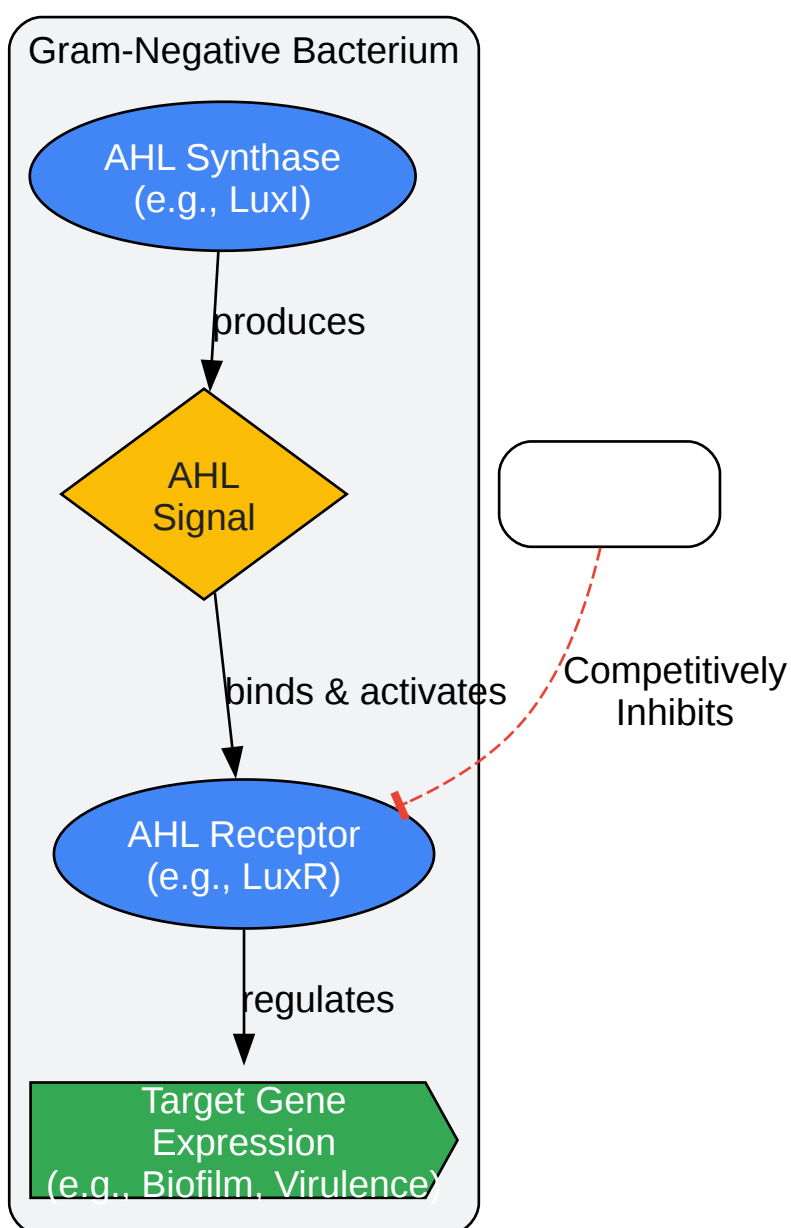 Gram-Negative Bacterium
AHL Synthase
(e.g., LuxI)
produces
AHL
Signal
binds & activates
Competitively
Inhibits
AHL Receptor
(e.g., LuxR)
regulates
Target Gene
Expression
(e.g., Biofilm, Virulence)